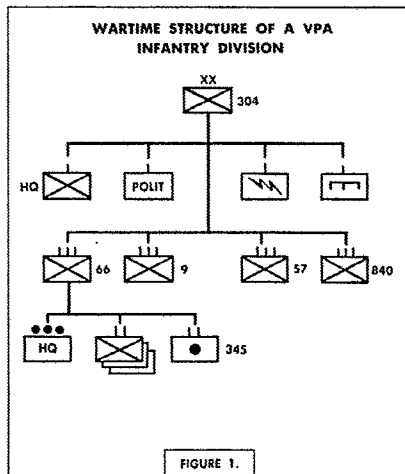 WARTIME STRUCTURE OF A VPA
INFANTRY DIVISION
XX
304
HQ
POLIT
66
9
57
840
HQ
345
FIGURE 1.